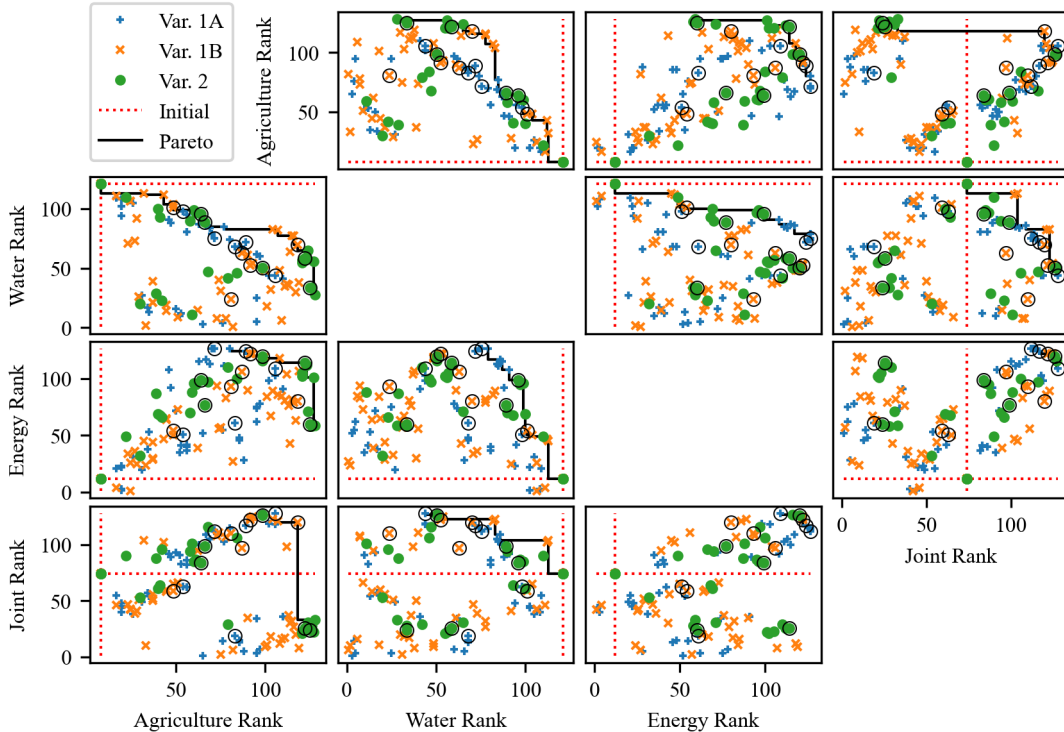 Var. 1A
Var. 1B
Var. 2
Initial
Pareto
Agriculture Rank
100
50
Water Rank
100
50
0
Energy Rank
100
50
0
0 50 100
Joint Rank
Joint Rank
100
50
0
50 100
0 50 100
0 50 100
Agriculture Rank
Water Rank
Energy Rank